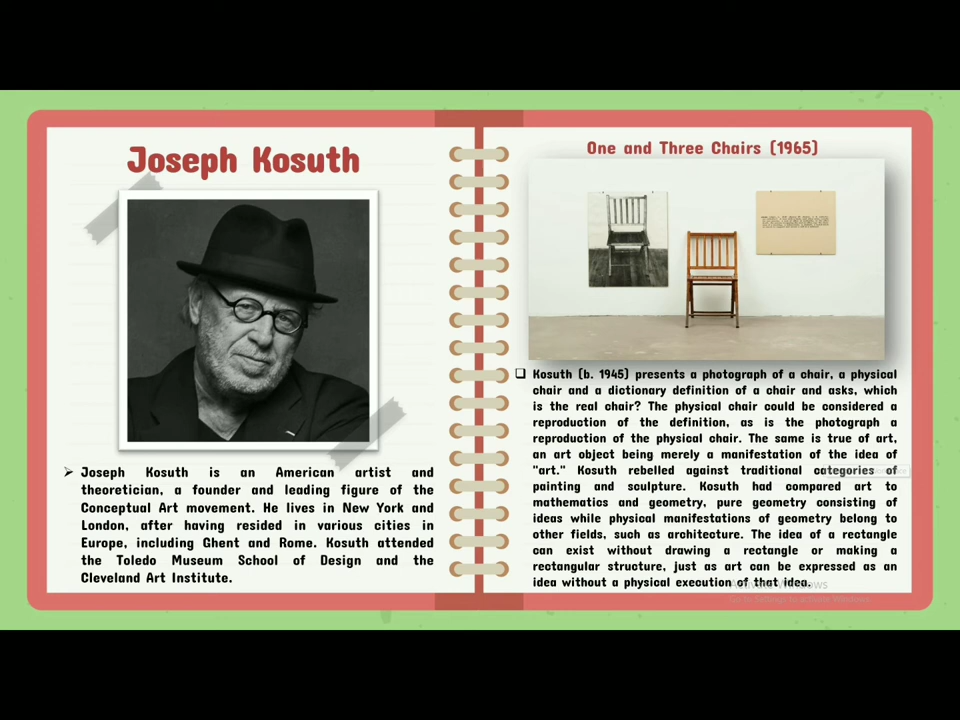 Joseph Kosuth
➢ Joseph Kosuth is an American artist and
theoretician, a founder and leading figure of the
Conceptual Art movement. He lives in New York and
London, after having resided in various cities in
Europe, including Ghent and Rome. Kosuth attended
the Toledo Museum School of Design and the
Cleveland Art Institute.
One and Three Chairs (1965)
❑ Kosuth (b. 1945) presents a photograph of a chair, a physical
chair and a dictionary definition of a chair and asks, which
is the real chair? The physical chair could be considered a
reproduction of the definition, as is the photograph a
reproduction of the physical chair. The same is true of art,
an art object being merely a manifestation of the idea of
"art." Kosuth rebelled against traditional categories of
painting and sculpture. Kosuth had compared art to
mathematics and geometry, pure geometry consisting of
ideas while physical manifestations of geometry belong to
other fields, such as architecture. The idea of a rectangle
can exist without drawing a rectangle or making a
rectangular structure, just as art can be expressed as an
idea without a physical execution of that idea.
Activate Windows
Go to Settings to activate Windows.